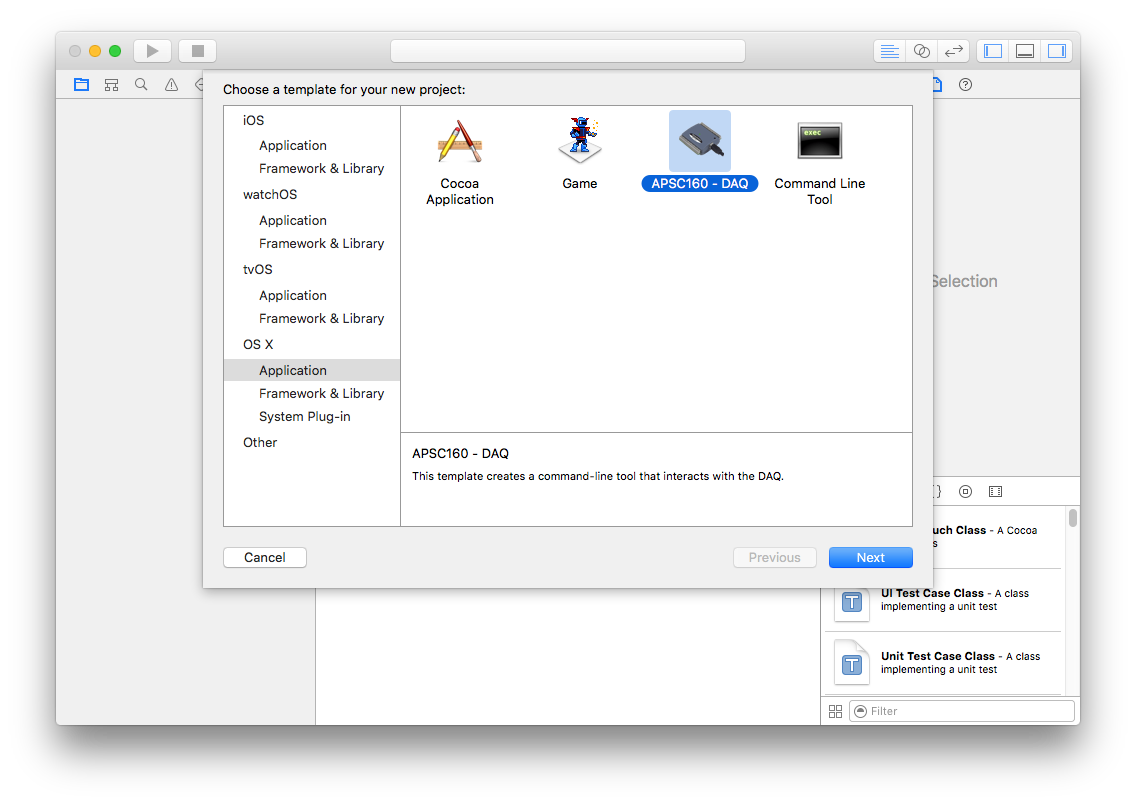 Choose a template for your new project:
iOS
Application
Framework & Library
watchOS
Application
Framework & Library
tvOS
Application
Framework & Library
OS X
Application
Framework & Library
System Plug-in
Other
Cocoa
Application
Game
APSC160 - DAQ
exec
Command Line
Tool
APSC160 - DAQ
This template creates a command-line tool that interacts with the DAQ.
Cancel
Previous
Next
Selection
uch Class - A Cocoa
s
UI Test Case Class - A class
implementing a unit test
Unit Test Case Class - A class
implementing a unit test
Filter